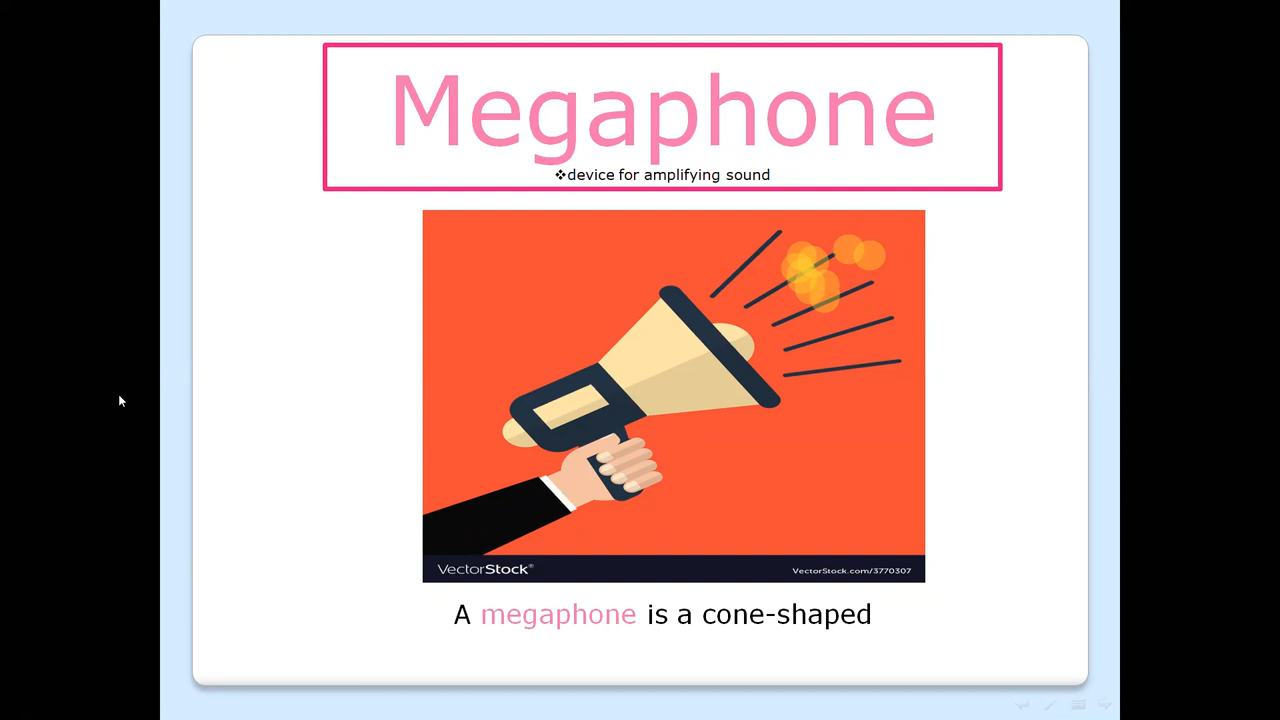 Megaphone
❖device for amplifying sound
VectorStock®
VectorStock.com/3770307
A megaphone is a cone-shaped